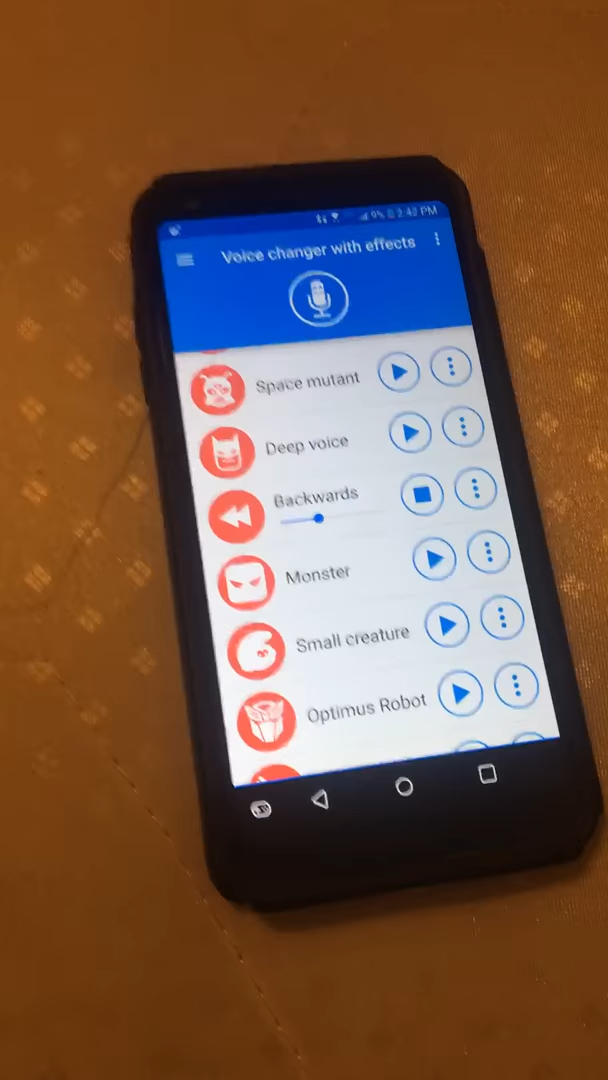 9% 2:42 PM
Voice changer with effects
Space mutant
Deep voice
Backwards
Monster
Small creature
Optimus Robot